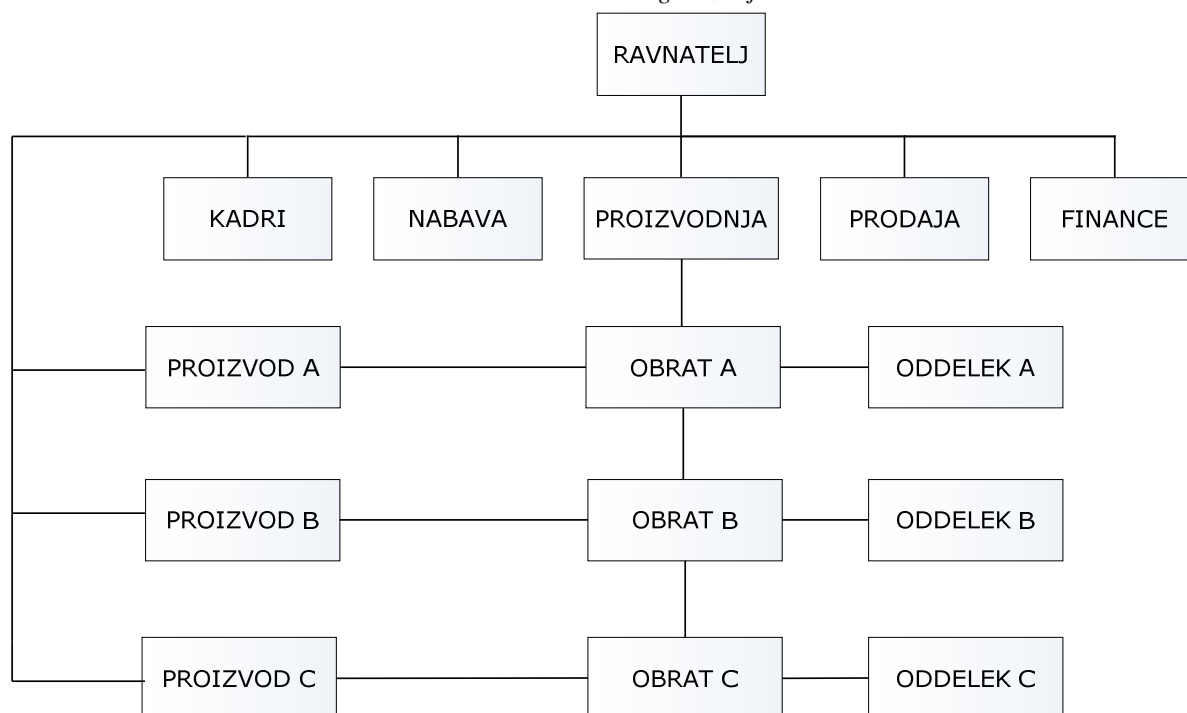 RAVNATELJ
KADRI
NABAVA
PROIZVODNJA
PRODAJA
FINANCE
PROIZVOD A
OBRAT A
ODDELEK A
PROIZVOD B
OBRAT B
ODDELEK B
PROIZVOD C
OBRAT C
ODDELEK C